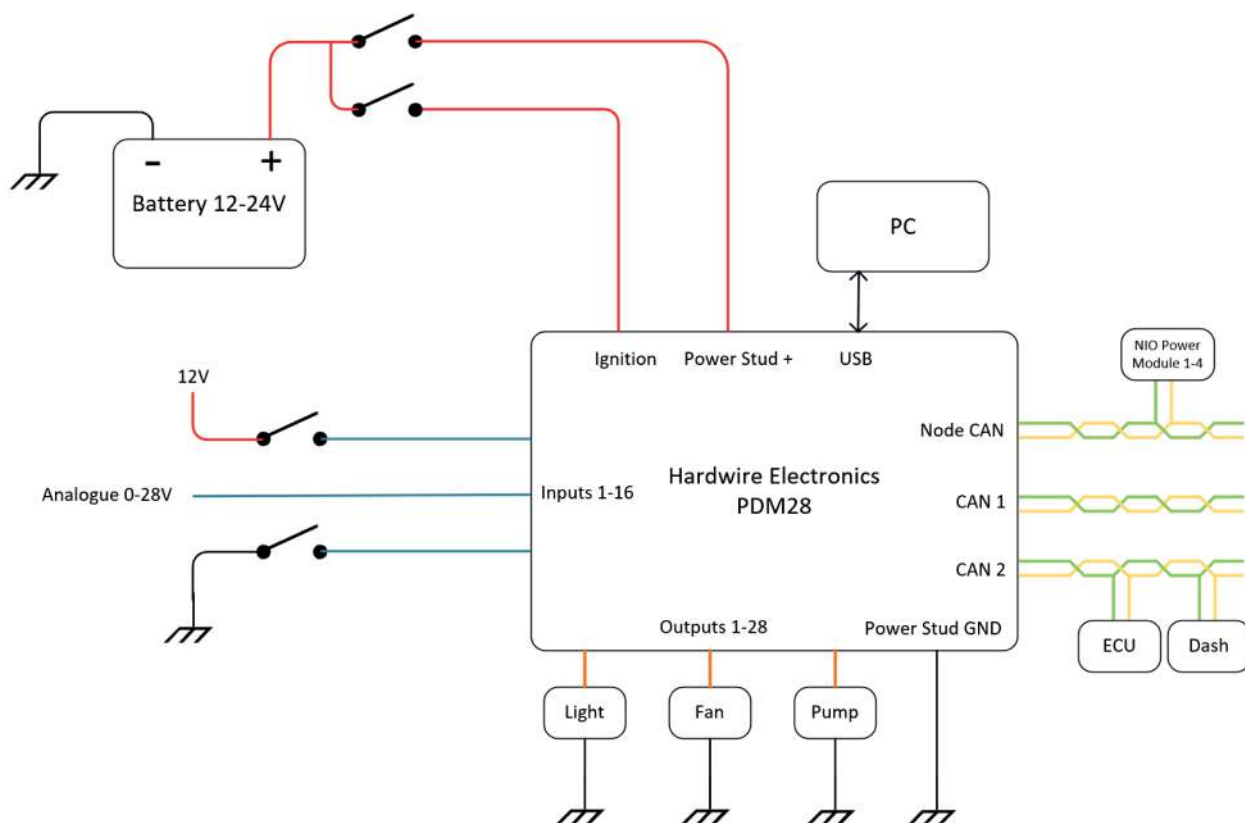 -
+
Battery 12-24V
PC
Ignition
Power Stud +
USB
NIO Power
Module 1-4
12V
Node CAN
Analogue 0-28V
Inputs 1-16
Hardwire Electronics
PDM28
CAN 1
CAN 2
Outputs 1-28
Power Stud GND
ECU
Dash
Light
Fan
Pump